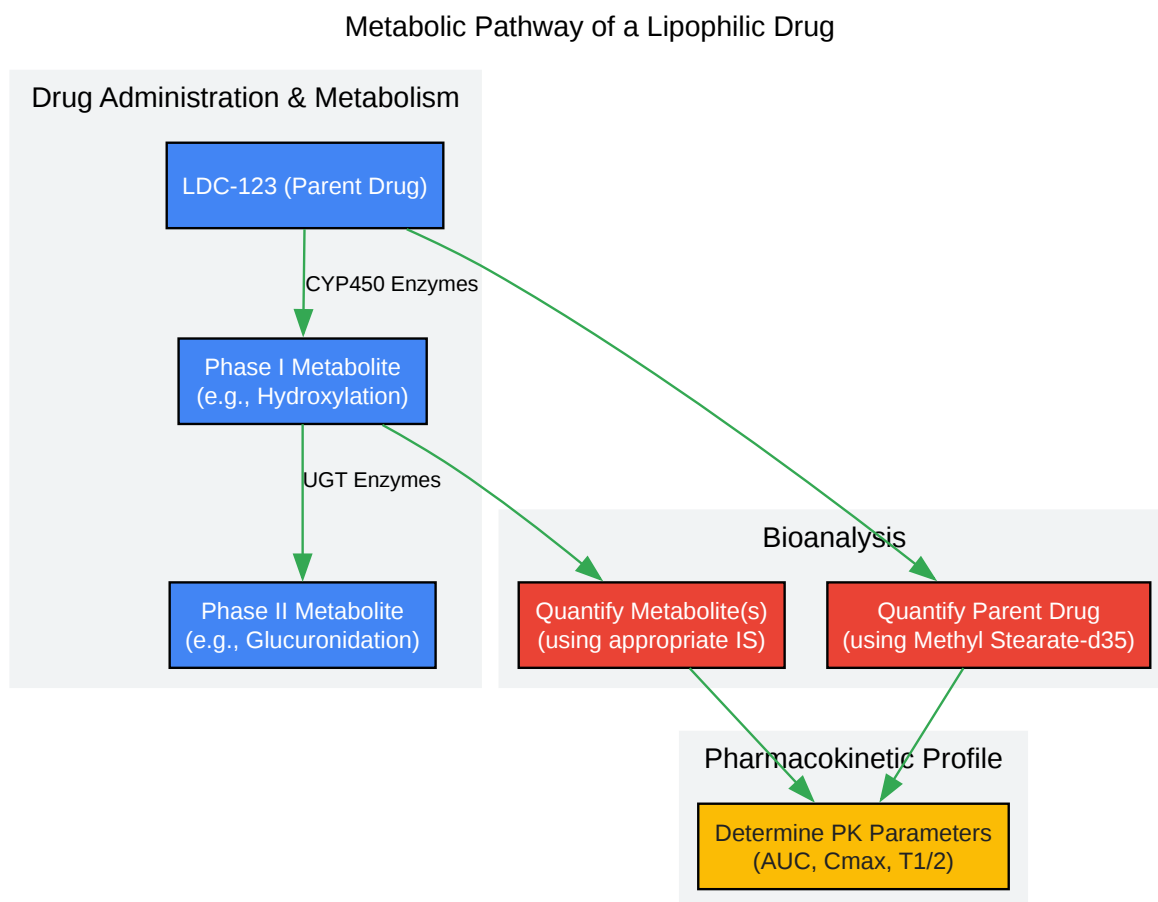 Metabolic Pathway of a Lipophilic Drug
Drug Administration & Metabolism
LDC-123 (Parent Drug)
CYP450 Enzymes
Phase I Metabolite
(e.g., Hydroxylation)
UGT Enzymes
Phase II Metabolite
(e.g., Glucuronidation)
Bioanalysis
Quantify Metabolite(s)
(using appropriate IS)
Quantify Parent Drug
(using Methyl Stearate-d35)
Pharmacokinetic Profile
Determine PK Parameters
(AUC, Cmax, T1/2)